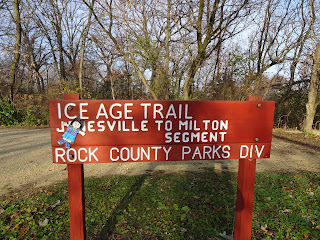 ICE AGE TRAIL
JANESVILLE TO MILTON
SEGMENT
ROCK COUNTY PARKS DIV